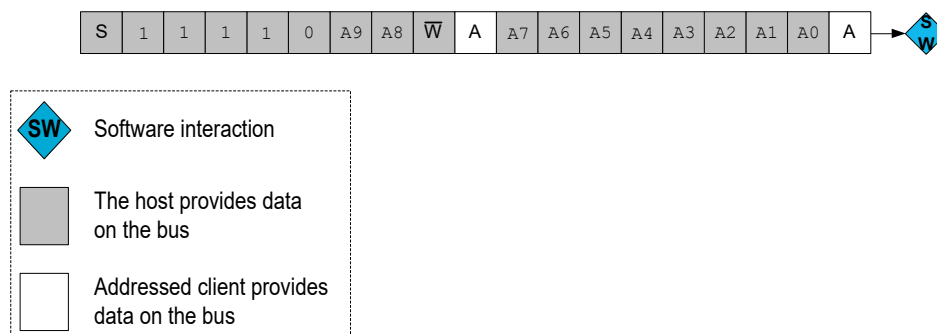 S 1 1 1 1 0 A9 A8 W̅ A A7 A6 A5 A4 A3 A2 A1 A0 A SW
SW Software interaction
The host provides data
on the bus
Addressed client provides
data on the bus